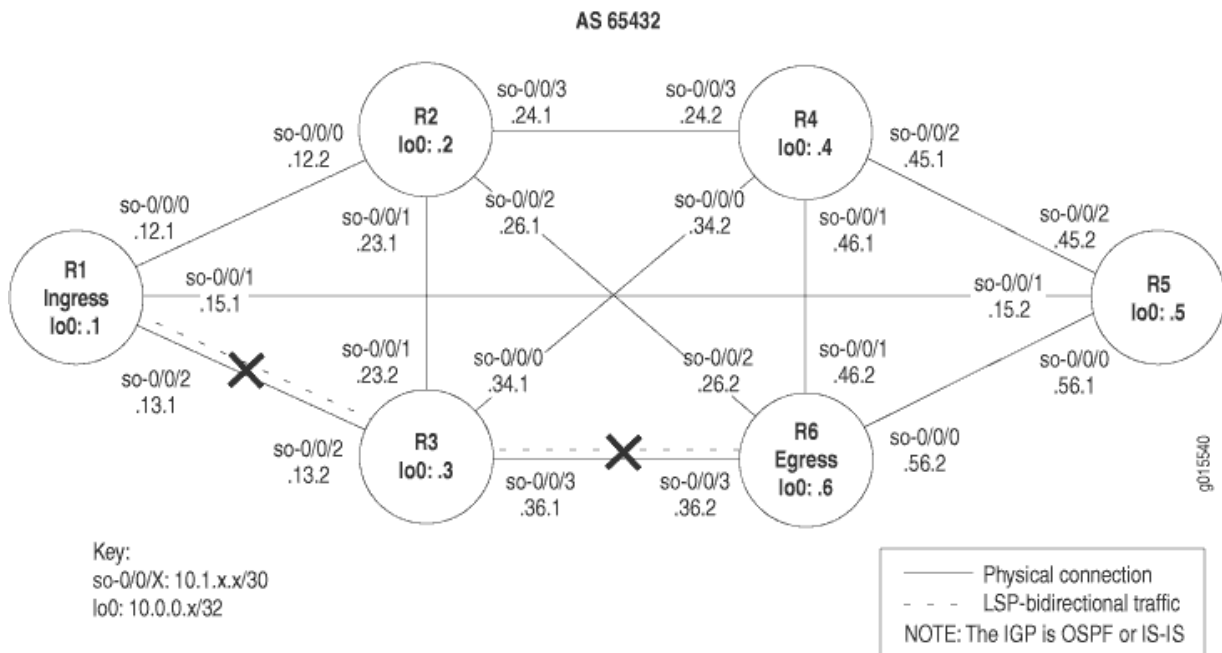 AS 65432
R2
lo0: .2
so-0/0/3
.24.1
so-0/0/3
.24.2
R4
lo0: .4
so-0/0/0
.12.2
so-0/0/2
.45.1
so-0/0/0
.12.1
so-0/0/1
.23.1
so-0/0/2
.26.1
so-0/0/0
.34.2
so-0/0/1
.46.1
so-0/0/2
.45.2
R1
Ingress
lo0: .1
so-0/0/1
.15.1
so-0/0/1
.15.2
R5
lo0: .5
so-0/0/2
.13.1
so-0/0/1
.23.2
so-0/0/0
.34.1
so-0/0/2
.26.2
so-0/0/1
.46.2
so-0/0/0
.56.1
so-0/0/2
.13.2
R3
lo0: .3
so-0/0/3
.36.1
so-0/0/3
.36.2
R6
Egress
lo0: .6
so-0/0/0
.56.2
g015540
Key:
so-0/0/X: 10.1.x.x/30
lo0: 10.0.0.x/32
Physical connection
LSP-bidirectional traffic
NOTE: The IGP is OSPF or IS-IS